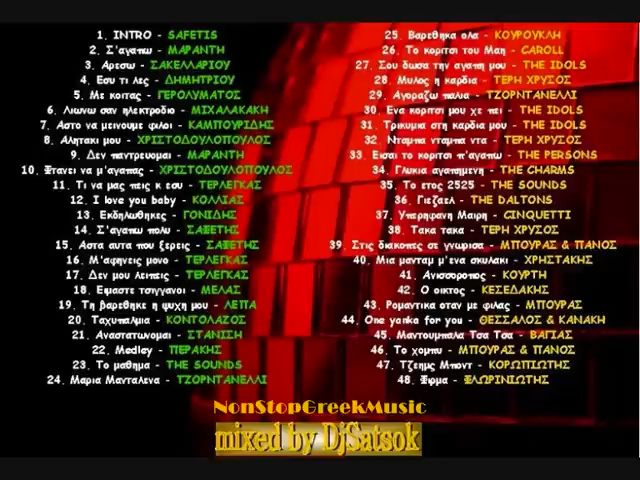 1. INTRO - SAFETIS
2. Σ'αγαπω - ΜΑΡΑΝΤΗ
3. Αρεσω - ΣΑΚΕΛΛΑΡΙΟΥ
4. Εσυ τι λες - ΔΗΜΗΤΡΙΟΥ
5. Με κοιτας - ΓΕΡΟΛΥΜΑΤΟΣ
6. Λιωνω σαν ηλεκτροδιο - ΜΙΧΑΛΑΚΑΚΗ
7. Αστο να μεινουμε φιλοι - ΚΑΜΠΟΥΡΙΔΗΣ
8. Αλητακι μου - ΧΡΙΣΤΟΔΟΥΛΟΠΟΥΛΟΣ
9. Δεν παντρευομαι - ΜΑΡΑΝΤΗ
10. Φτανει να μ'αγαπας - ΧΡΙΣΤΟΔΟΥΛΟΠΟΥΛΟΣ
11. Τι να μας πεις κ εσυ - ΤΕΡΛΕΓΚΑΣ
12. I love you baby - ΚΟΛΛΙΑΣ
13. Εκδηλωθηκες - ΓΟΝΙΔΗΣ
14. Σ'αγαπω πολυ - ΣΑΦΕΤΗΣ
15. Αστα αυτα που ξερεις - ΣΑΦΕΤΗΣ
16. Μ'αφηνεις μονο - ΤΕΡΛΕΓΚΑΣ
17. Δεν μου λειπεις - ΤΕΡΛΕΓΚΑΣ
18. Ειμαστε τσιγγανοι - ΜΕΛΑΣ
19. Τη βαρεθηκε η ψυχη μου - ΛΕΠΑ
20. Ταχυπαλμια - ΚΟΝΤΟΛΑΖΟΣ
21. Αναστατωνομαι - ΣΤΑΝΙΣΗ
22. Medley - ΠΕΡΑΚΗΣ
23. Το μαθημα - THE SOUNDS
24. Μαρια Μανταλενα - ΤΖΟΡΝΤΑΝΕΛΛΙ
25. Βαρεθηκα ολα - ΚΟΥΡΟΥΚΛΗ
26. Το κοριτσι του Μαη - CAROLL
27. Σου δωσα την αγαπη μου - THE IDOLS
28. Μυλος η καρδια - ΤΕΡΗ ΧΡΥΣΟΣ
29. Αγοραζω παλια - ΤΖΟΡΝΤΑΝΕΛΛΙ
30. Ενα κοριτσι μου χε πει - THE IDOLS
31. Τρικυμια στη καρδια μου - THE IDOLS
32. Νταμπα νταμπα ντα - ΤΕΡΗ ΧΡΥΣΟΣ
33. Εισαι το κοριτσι π'αγαπω - THE PERSONS
34. Γλυκια αγαπημενη - THE CHARMS
35. Το ετος 2525 - THE SOUNDS
36. Γιεζαελ - THE DALTONS
37. Υπερηφανη Μαιρη - CINQUETTI
38. Τακα τακα - ΤΕΡΗ ΧΡΥΣΟΣ
39. Στις διακοπες σε γνωρισα - ΜΠΟΥΡΑΣ & ΠΑΝΟΣ
40. Μια μανταμ μ'ενα σκυλακι - ΧΡΗΣΤΑΚΗΣ
41. Ανισσοροπος - ΚΟΥΡΤΗ
42. Ο οικτος - ΚΕΣΕΔΑΚΗΣ
43. Ρομαντικα οταν με φιλας - ΜΠΟΥΡΑΣ
44. One yanka for you - ΘΕΣΣΑΛΟΣ & ΚΑΝΑΚΗ
45. Μαντουμπαλα Τσα Τσα - ΒΑΓΙΑΣ
46. Το χομπυ - ΜΠΟΥΡΑΣ & ΠΑΝΟΣ
47. Τζεημς Μποντ - ΚΟΡΩΠΙΩΤΗΣ
48. Φιρμα - ΦΛΩΡΙΝΙΩΤΗΣ
NonStopGreekMusic
mixed by DjSatsok